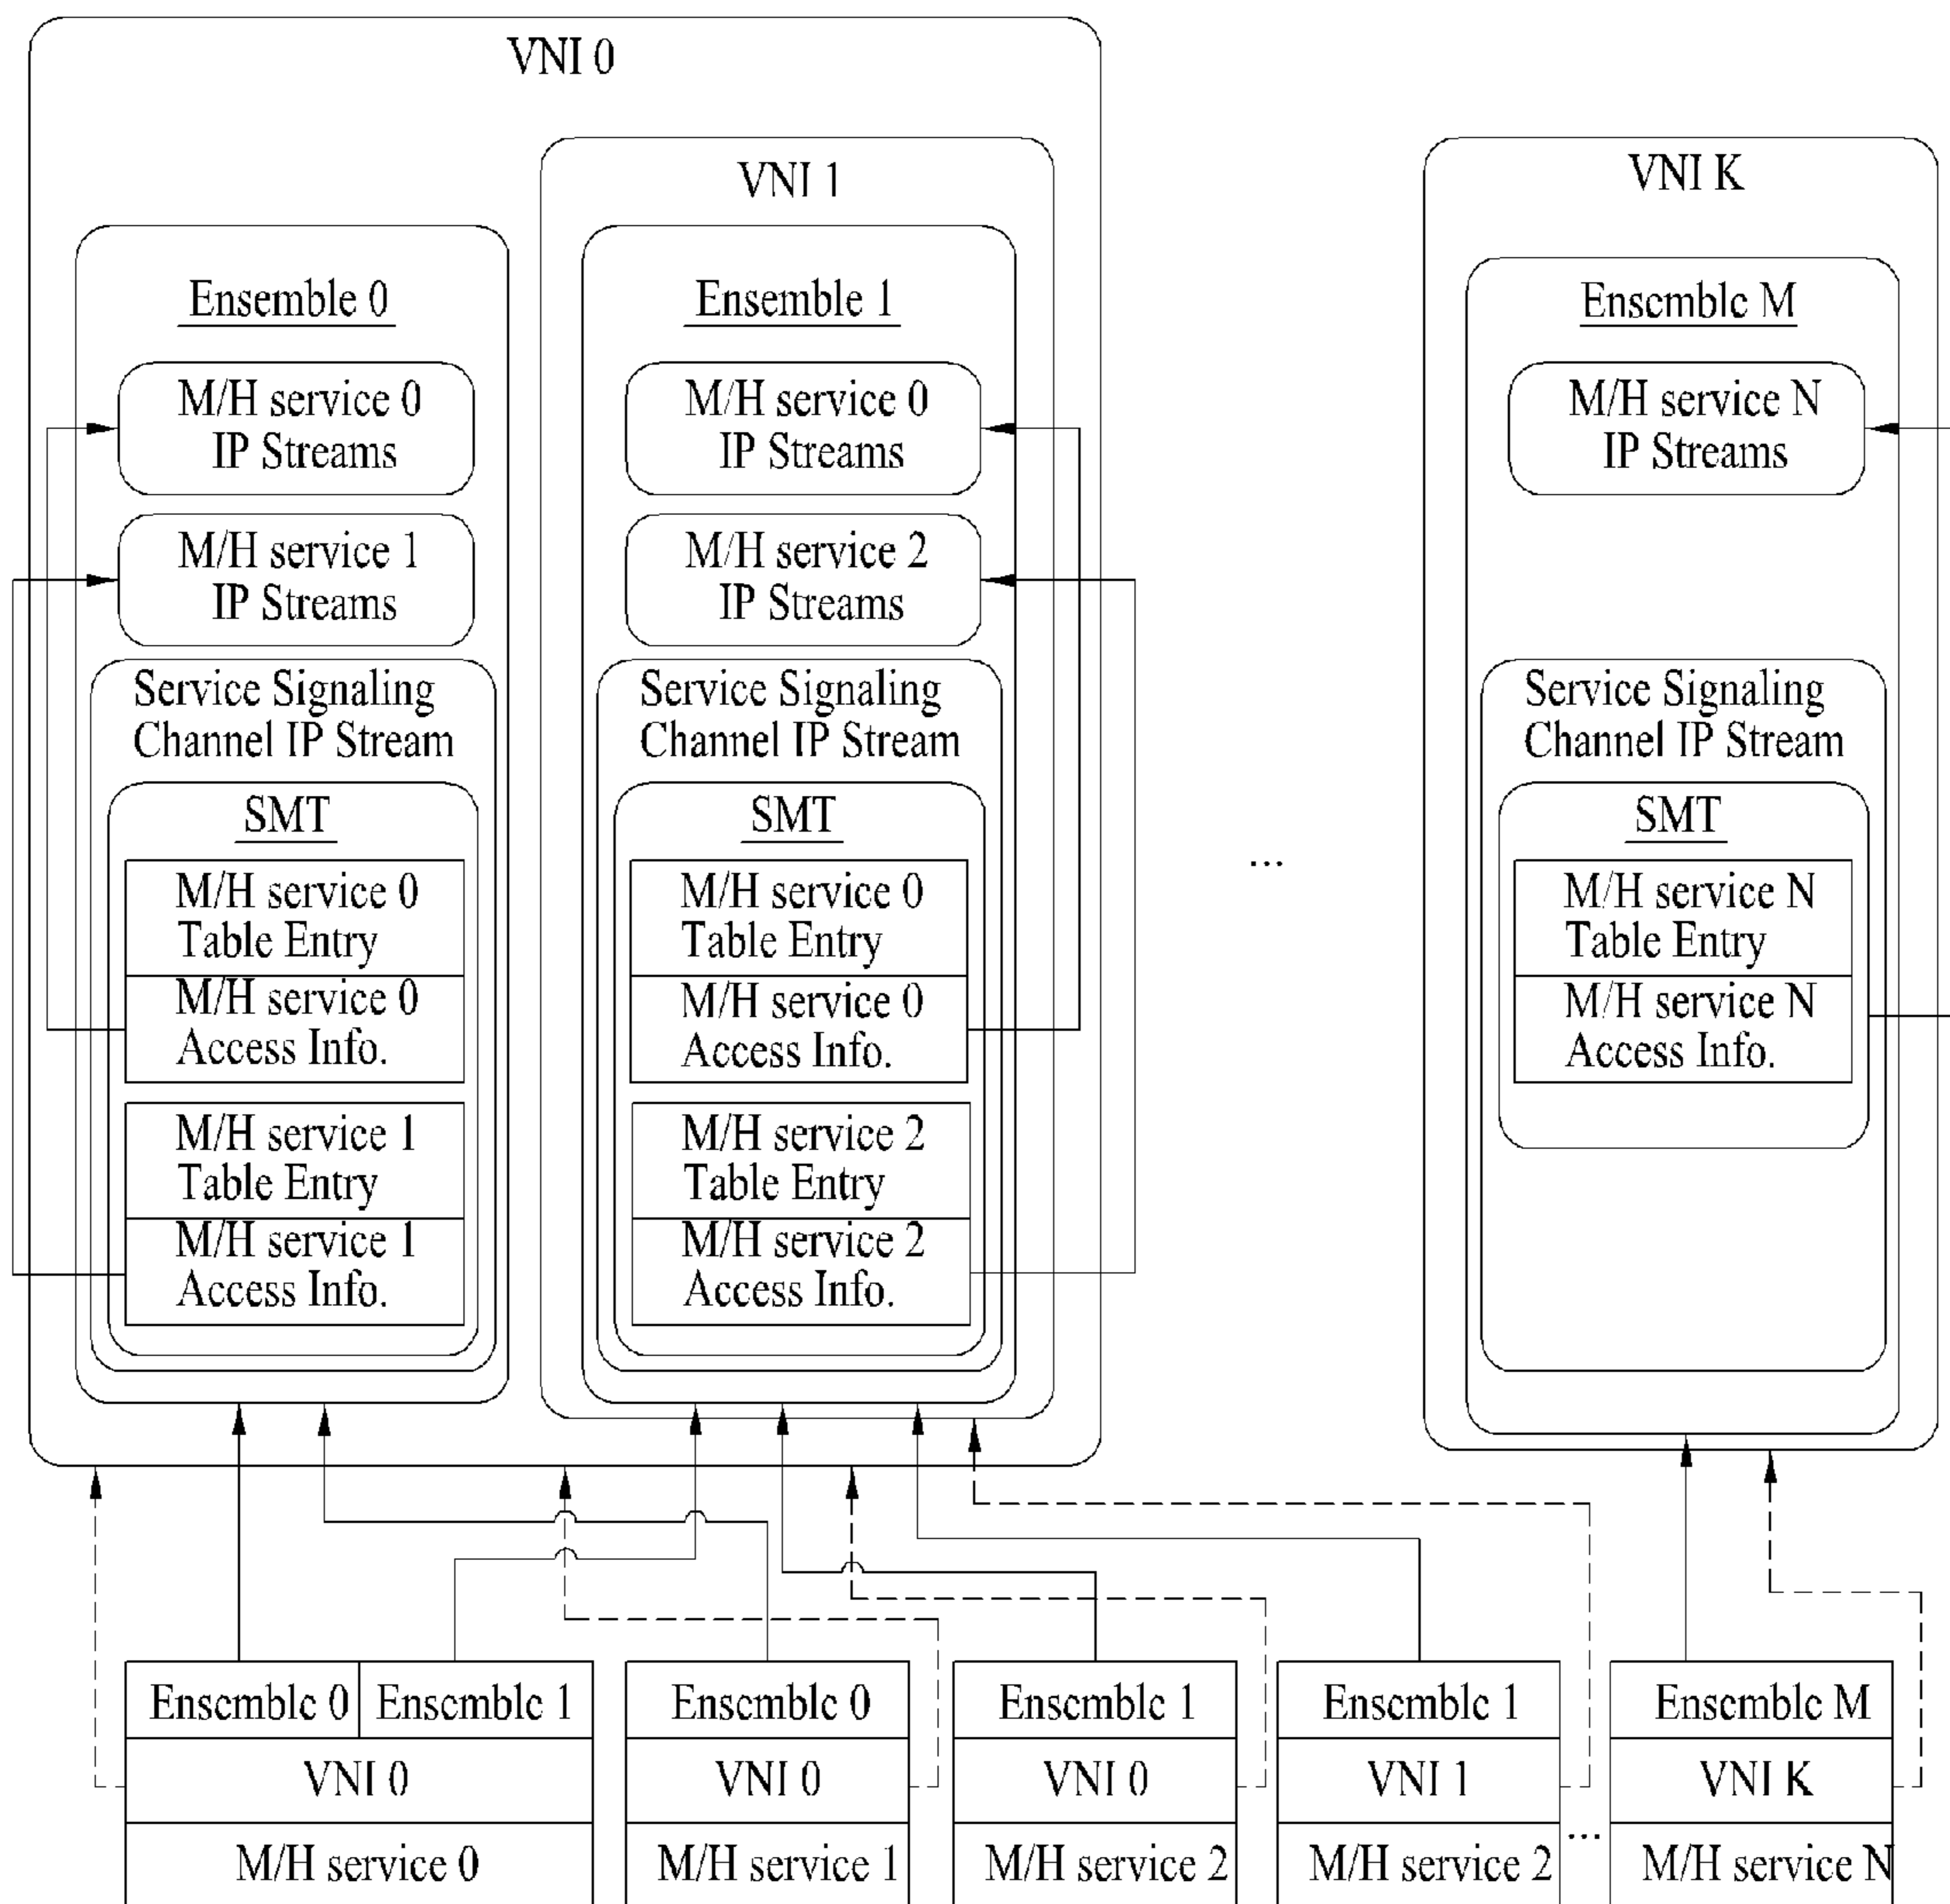 VNI 0
VNI 1
VNI K
Ensemble 0
M/H service 0
IP Streams
M/H service 1
IP Streams
Service Signaling
Channel IP Stream
SMT
M/H service 0
Table Entry
M/H service 0
Access Info.
M/H service 1
Table Entry
M/H service 1
Access Info.
Ensemble 1
M/H service 0
IP Streams
M/H service 2
IP Streams
Service Signaling
Channel IP Stream
SMT
M/H service 0
Table Entry
M/H service 0
Access Info.
M/H service 2
Table Entry
M/H service 2
Access Info.
...
Ensemble M
M/H service N
IP Streams
Service Signaling
Channel IP Stream
SMT
M/H service N
Table Entry
M/H service N
Access Info.
Ensemble 0
Ensemble 1
VNI 0
M/H service 0
Ensemble 0
VNI 0
M/H service 1
Ensemble 1
VNI 0
M/H service 2
Ensemble 1
VNI 1
M/H service 2
...
Ensemble M
VNI K
M/H service N